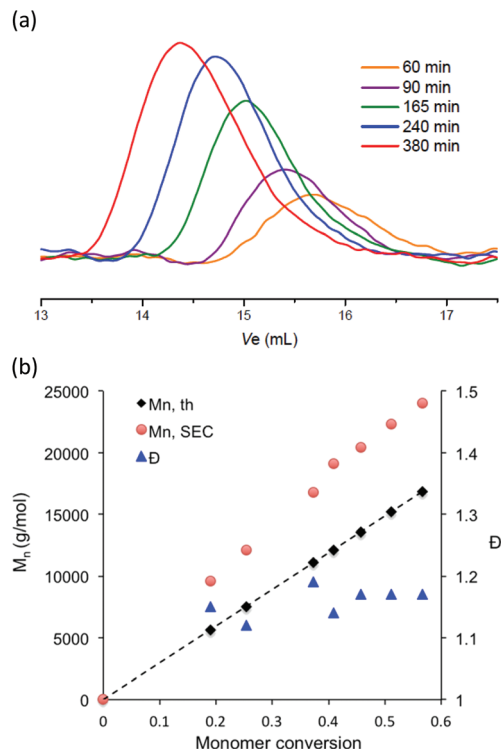 (a)
60 min
90 min
165 min
240 min
380 min
13 14 15 16 17
Ve (mL)
(b)
25000
20000
15000
10000
5000
0
Mn (g/mol)
Mn, th
Mn, SEC
Đ
1.5
1.4
1.3
1.2
1.1
1
Đ
0 0.1 0.2 0.3 0.4 0.5 0.6
Monomer conversion